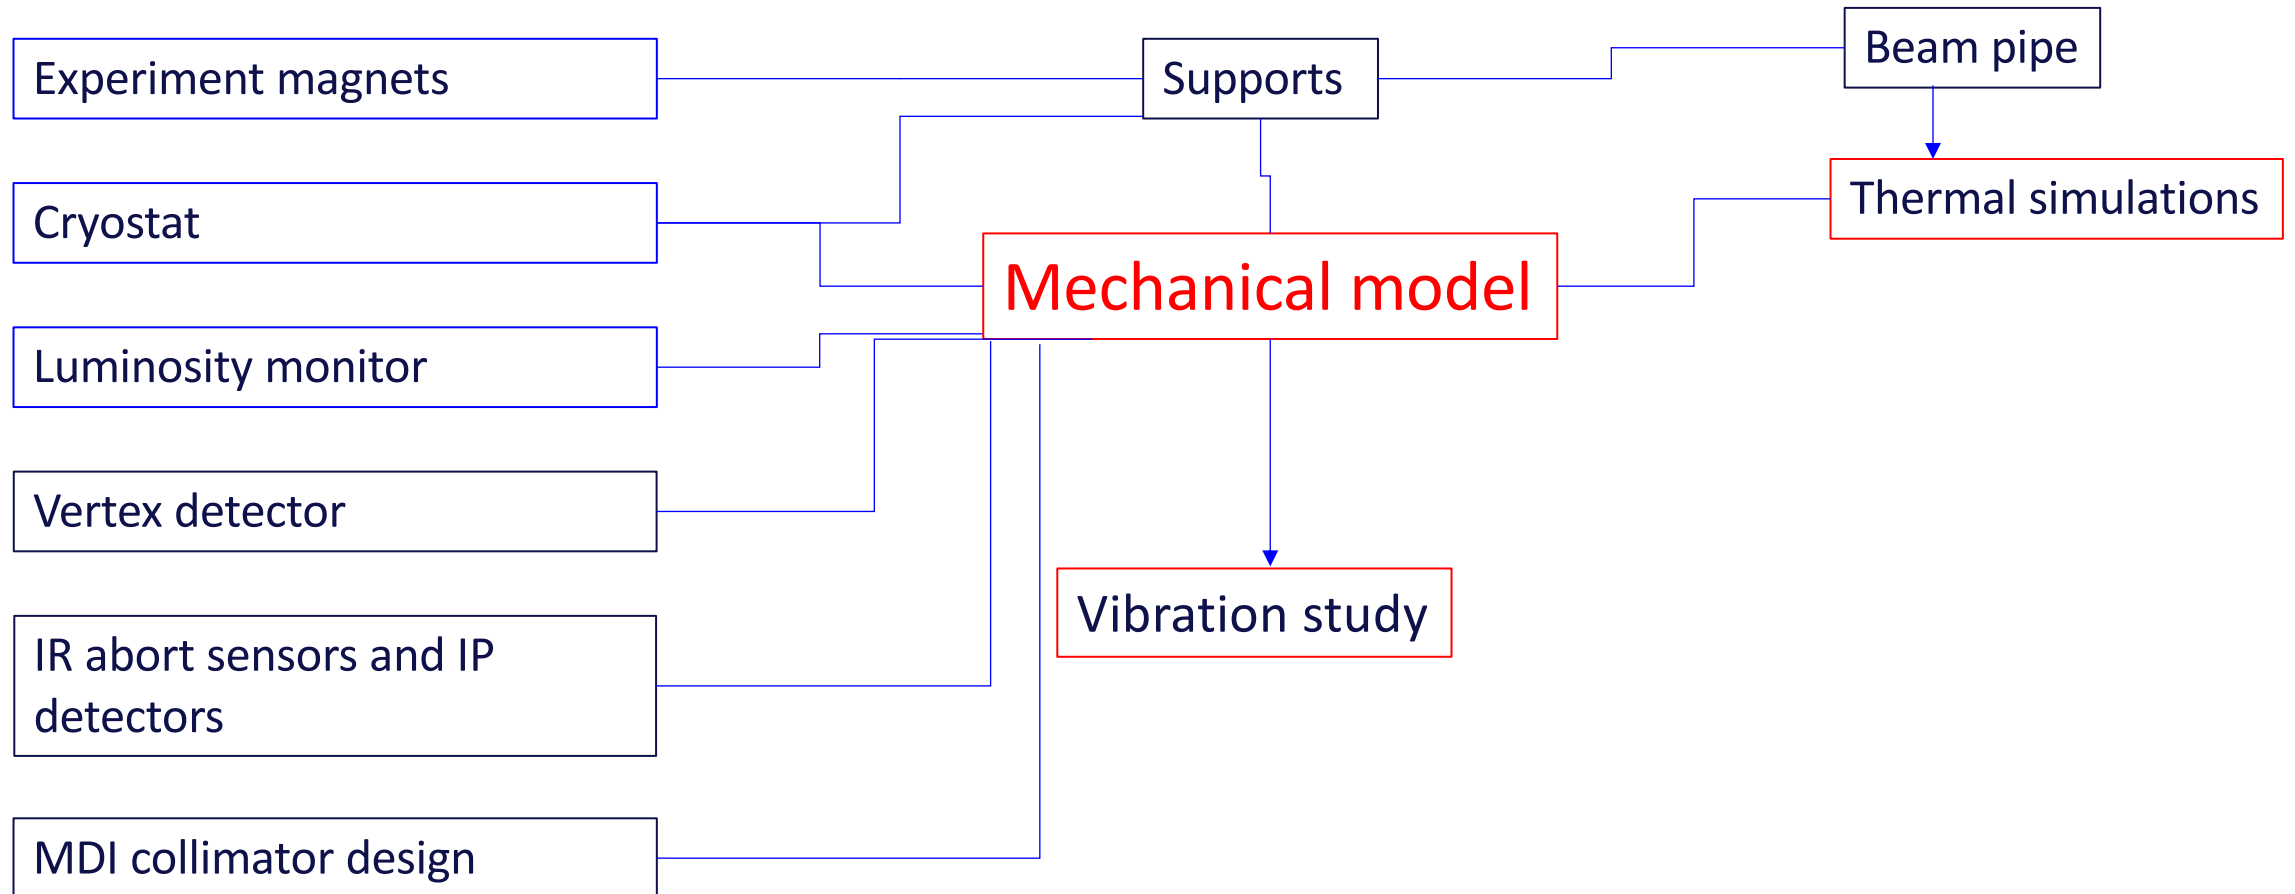 Experiment magnets
Supports
Beam pipe
Cryostat
Thermal simulations
Mechanical model
Luminosity monitor
Vertex detector
Vibration study
IR abort sensors and IP
detectors
MDI collimator design